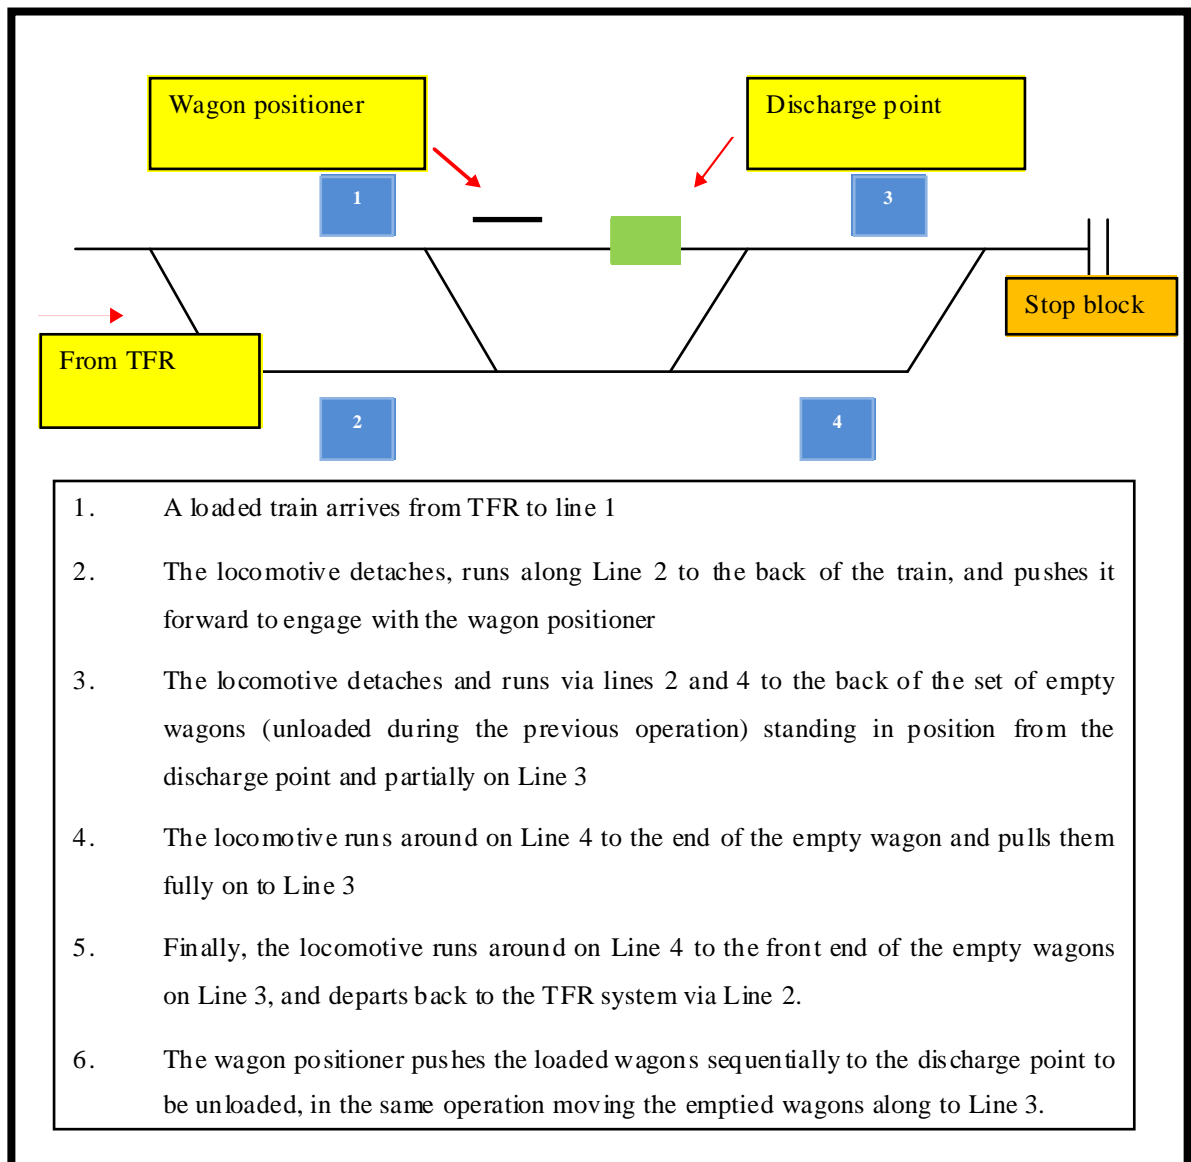 Wagon positioner
Discharge point
1
3
Stop block
From TFR
2
4
1. A loaded train arrives from TFR to line 1
2. The locomotive detaches, runs along Line 2 to the back of the train, and pushes it
forward to engage with the wagon positioner
3. The locomotive detaches and runs via lines 2 and 4 to the back of the set of empty
wagons (unloaded during the previous operation) standing in position from the
discharge point and partially on Line 3
4. The locomotive runs around on Line 4 to the end of the empty wagon and pulls them
fully on to Line 3
5. Finally, the locomotive runs around on Line 4 to the front end of the empty wagons
on Line 3, and departs back to the TFR system via Line 2.
6. The wagon positioner pushes the loaded wagons sequentially to the discharge point to
be unloaded, in the same operation moving the emptied wagons along to Line 3.